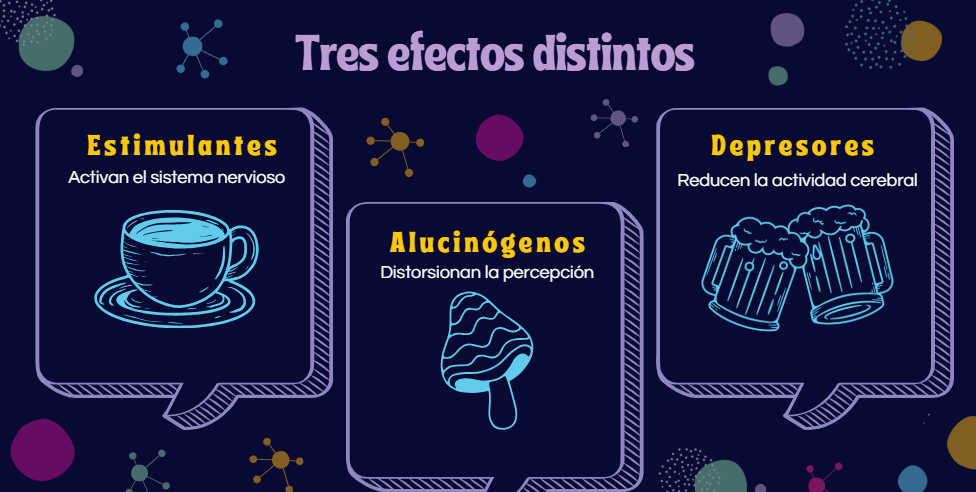 Tres efectos distintos
Estimulantes
Activan el sistema nervioso
Alucinógenos
Distorsionan la percepción
Depresores
Reducen la actividad cerebral